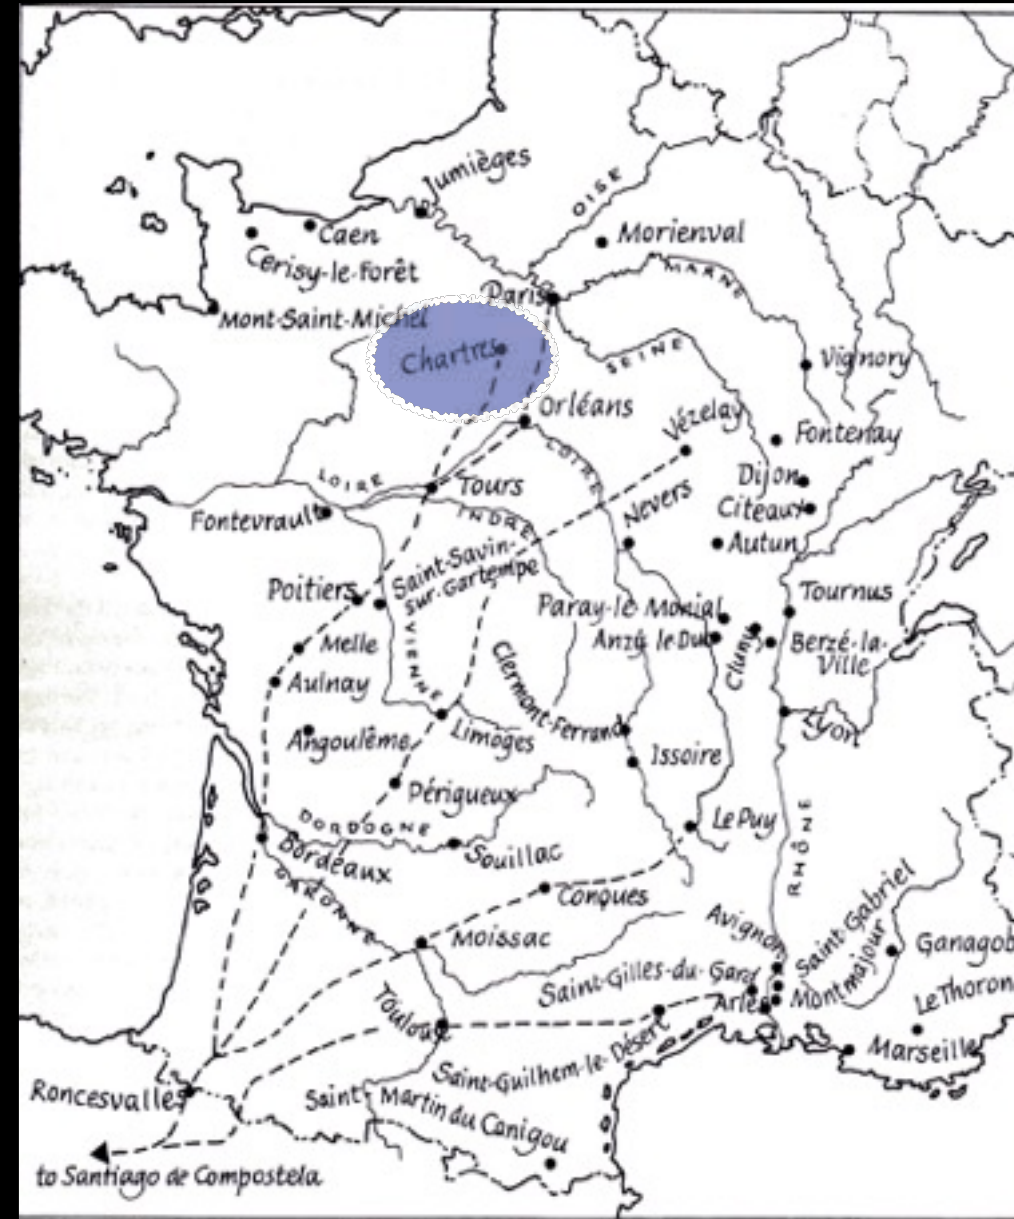 Jumièges
OISE
Caen
Morienval
Cerisy-le-Forêt
MARNE
Paris
Mont-Saint-Michel
Chartres
SEINE
Vignory
Orléans
Vézelay
Fontenay
LOIRE
LOIRE
Dijon
Tours
Citeaux
Nevers
Fontevrault
INDRE
Autun
Saint-Savin-
sur-Gartempe
Poitiers
Tournus
Paray-le-Monial
Melle
Anzy le Duc
Cluny
Berzé-la-
Ville
VIENNE
Aulnay
Clermont-Ferrand
Angoulême
Limoges
Lyon
Issoire
Périgueux
DORDOGNE
Le Puy
Bordeaux
Souillac
RHÔNE
GARONNE
Conques
Avignon
Saint-Gabriel
Moissac
Montmajour
Ganagob
Saint-Gilles-du-Gard
Arles
Le Thoron
Toulouse
Saint-Guilhem-le-Désert
Marseille
Roncesvalles
Saint-Martin du Canigou
to Santiago de Compostela